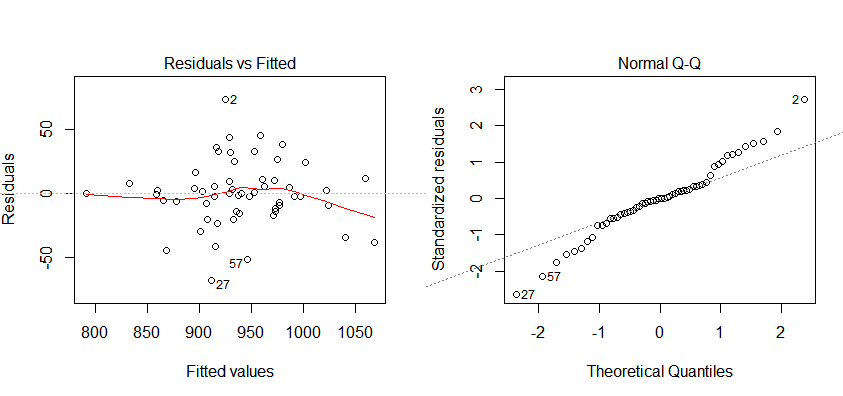 Residuals vs Fitted
Residuals
50
0
-50
2
57
27
800 850 900 950 1000 1050
Fitted values
Normal Q-Q
Standardized residuals
3
2
1
0
-1
-2
2
57
27
-2 -1 0 1 2
Theoretical Quantiles